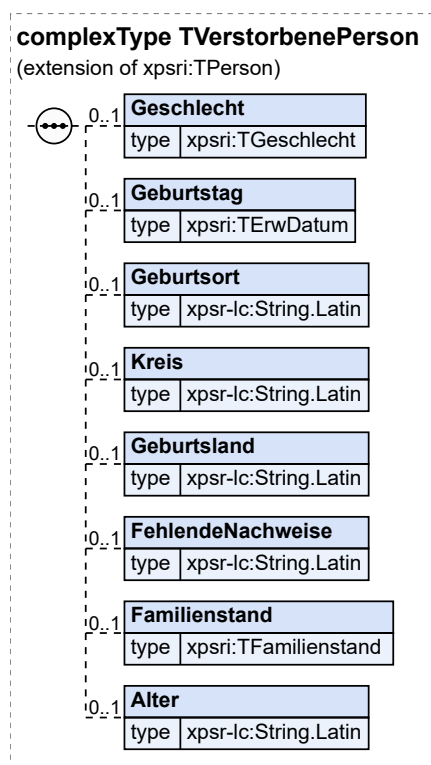 complexType TVerstorbenePerson
(extension of xpsri:TPerson)
0..1 Geschlecht
type xpsri:TGeschlecht
0..1 Geburtstag
type xpsri:TErwDatum
0..1 Geburtsort
type xpsr-lc:String.Latin
0..1 Kreis
type xpsr-lc:String.Latin
0..1 Geburtsland
type xpsr-lc:String.Latin
0..1 FehlendeNachweise
type xpsr-lc:String.Latin
0..1 Familienstand
type xpsri:TFamilienstand
0..1 Alter
type xpsr-lc:String.Latin